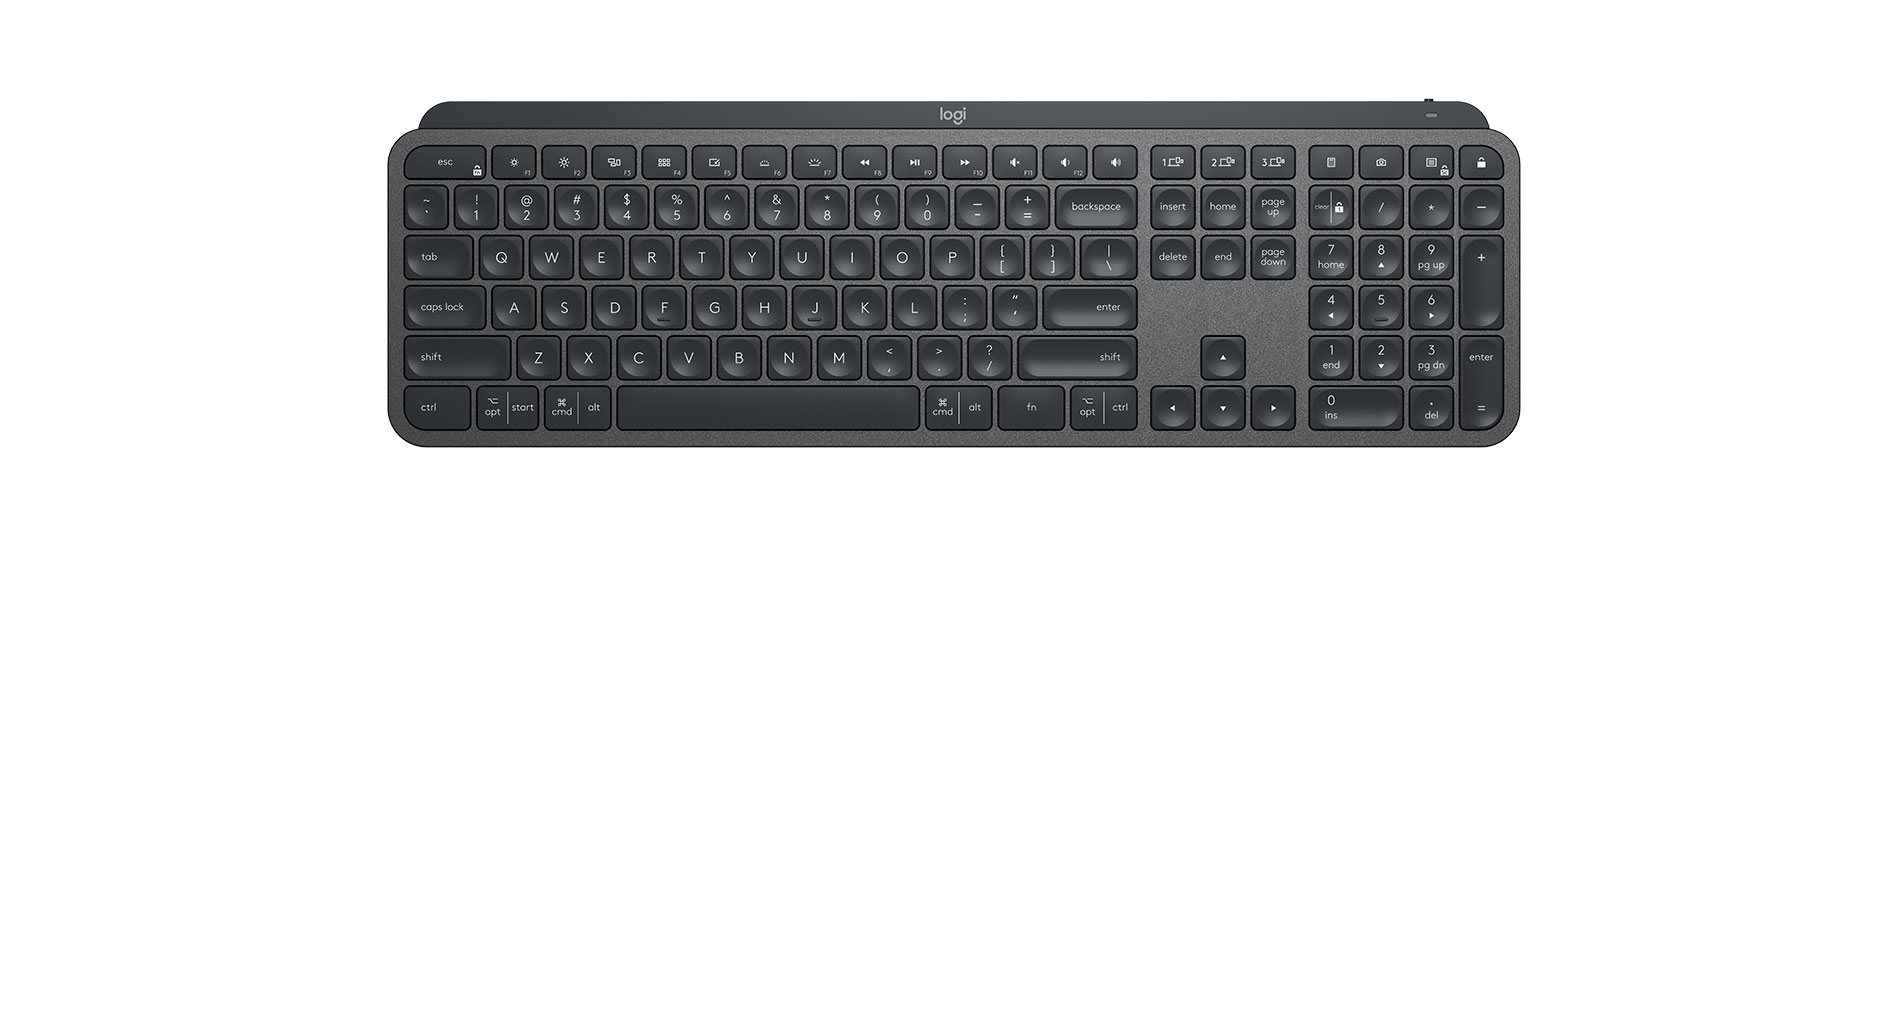 logi
esc F1 F2 F3 F4 F5 F6 F7 F8 F9 F10 F11 F12 1 2 3
~ ` ! 1 @ 2 # 3 $ 4 % 5 ^ 6 & 7 * 8 ( 9 ) 0 _ - + = backspace insert home page up clear / * −
tab Q W E R T Y U I O P { [ } ] | \ delete end page down 7 home 8 9 pg up +
caps lock A S D F G H J K L : ; " ' enter 4 5 6
shift Z X C V B N M < , > . ? / shift 1 end 2 3 pg dn enter
ctrl ⌥ opt start ⌘ cmd alt ⌘ cmd alt fn ⌥ opt ctrl 0 ins . del =